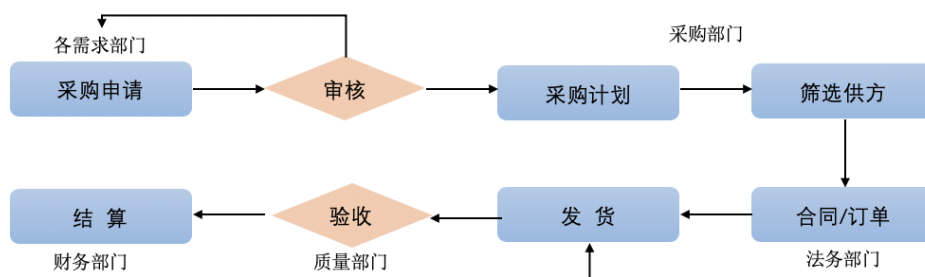 采购部门
各需求部门
采购申请
审核
采购计划
筛选供方
结 算
验收
发 货
合同/订单
财务部门
质量部门
法务部门